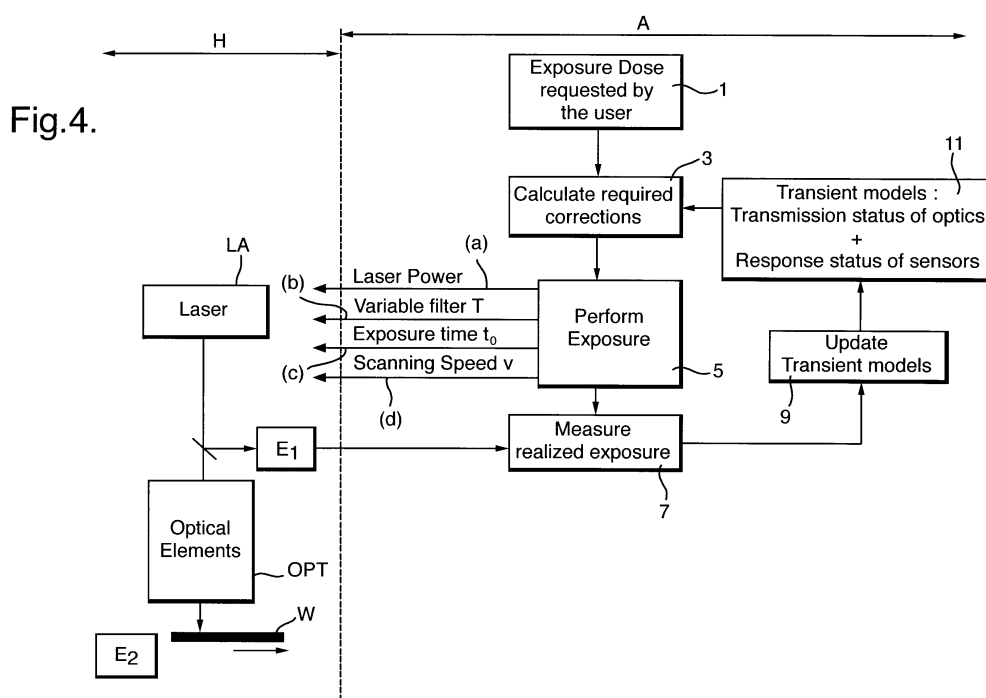 H
A
Fig.4.
Exposure Dose
requested by
the user
1
3
11
Calculate required
corrections
Transient models :
Transmission status of optics
+
Response status of sensors
(a)
LA
Laser
(b)
Laser Power
Variable filter T
Exposure time t₀
Scanning Speed v
(c)
(d)
Perform
Exposure
5
Update
Transient models
9
E₁
Measure
realized exposure
7
Optical
Elements
OPT
W
E₂